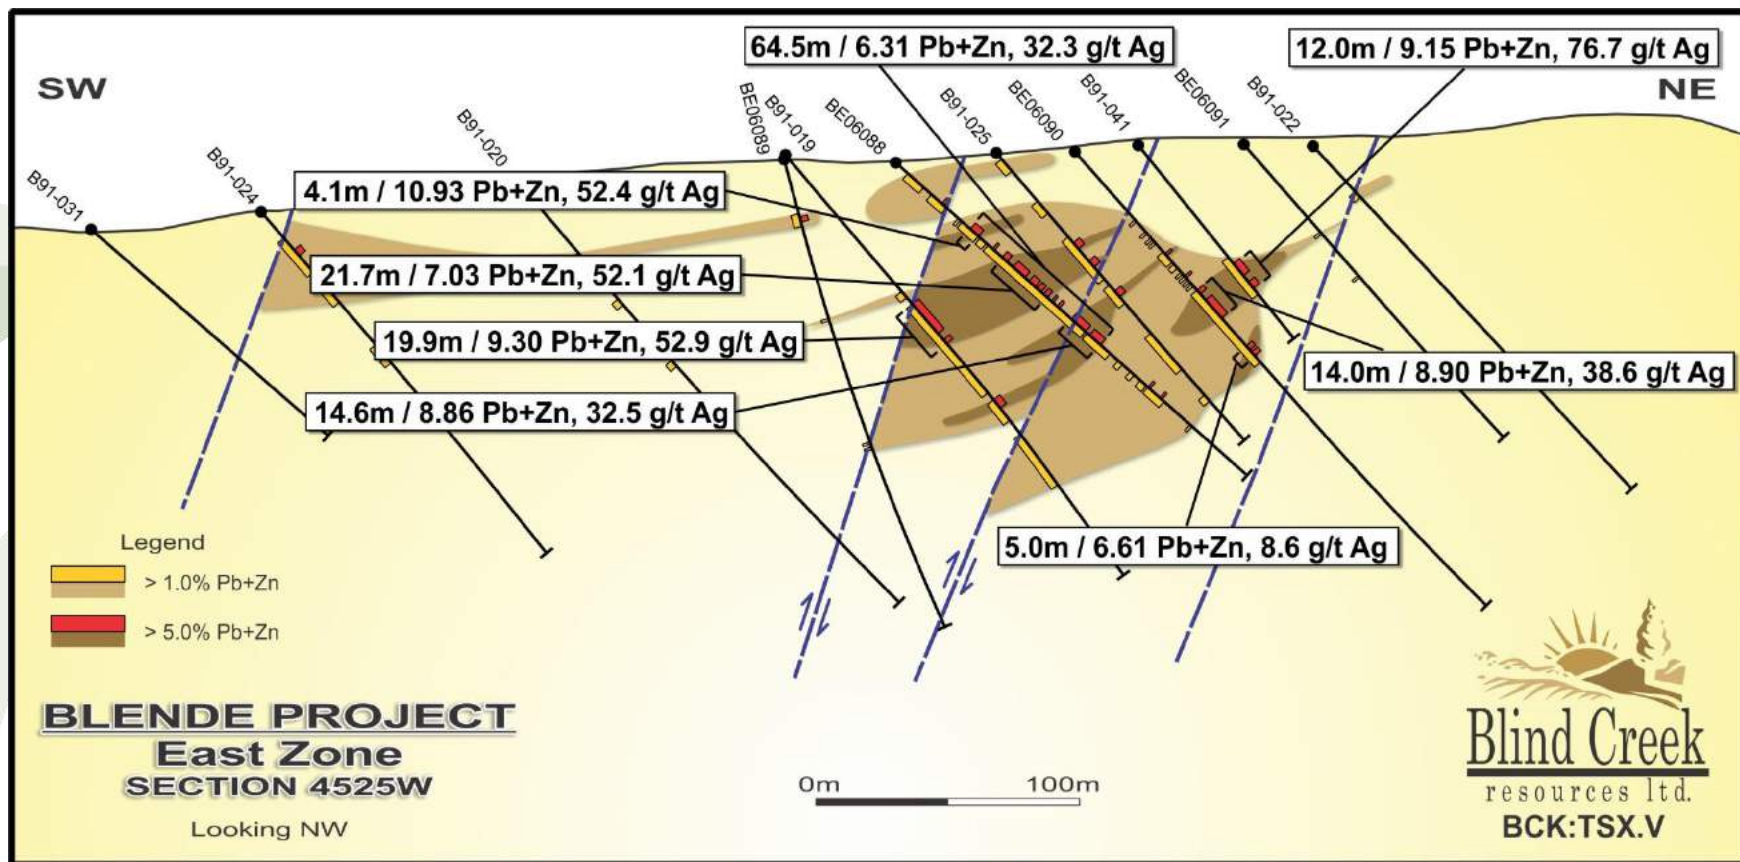 64.5m / 6.31 Pb+Zn, 32.3 g/t Ag
12.0m / 9.15 Pb+Zn, 76.7 g/t Ag
SW
NE
B91-031
B91-024
B91-020
BE06089
B91-019
BE06088
B91-025
BE06090
B91-041
BE06091
B91-022
4.1m / 10.93 Pb+Zn, 52.4 g/t Ag
21.7m / 7.03 Pb+Zn, 52.1 g/t Ag
19.9m / 9.30 Pb+Zn, 52.9 g/t Ag
14.0m / 8.90 Pb+Zn, 38.6 g/t Ag
14.6m / 8.86 Pb+Zn, 32.5 g/t Ag
5.0m / 6.61 Pb+Zn, 8.6 g/t Ag
Legend
> 1.0% Pb+Zn
> 5.0% Pb+Zn
BLENDE PROJECT
East Zone
SECTION 4525W
Looking NW
0m 100m
Blind Creek
resources ltd.
BCK:TSX.V